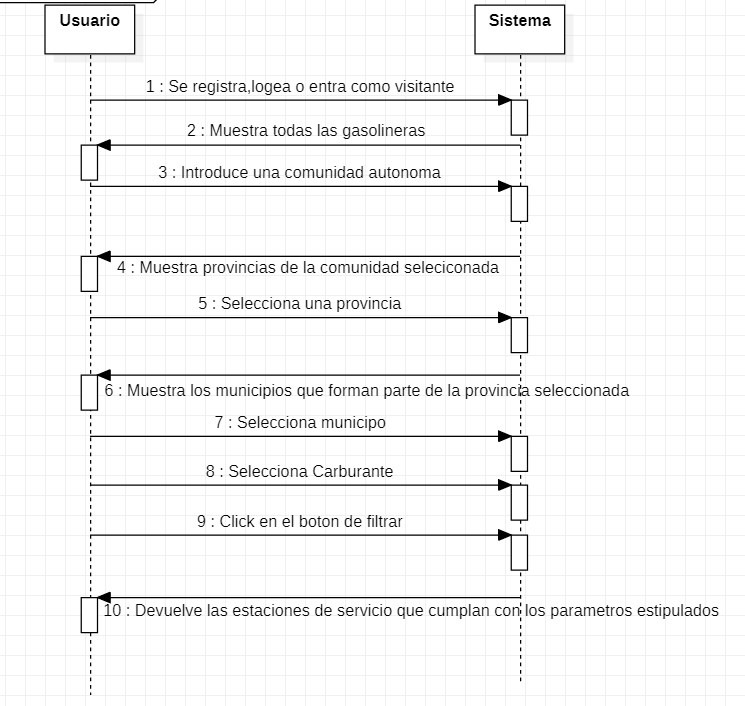 Usuario
Sistema
1 : Se registra,logea o entra como visitante
2 : Muestra todas las gasolineras
3 : Introduce una comunidad autonoma
4 : Muestra provincias de la comunidad seleciconada
5 : Selecciona una provincia
6 : Muestra los municipios que forman parte de la provincia seleccionada
7 : Selecciona municipo
8 : Selecciona Carburante
9 : Click en el boton de filtrar
10 : Devuelve las estaciones de servicio que cumplan con los parametros estipulados